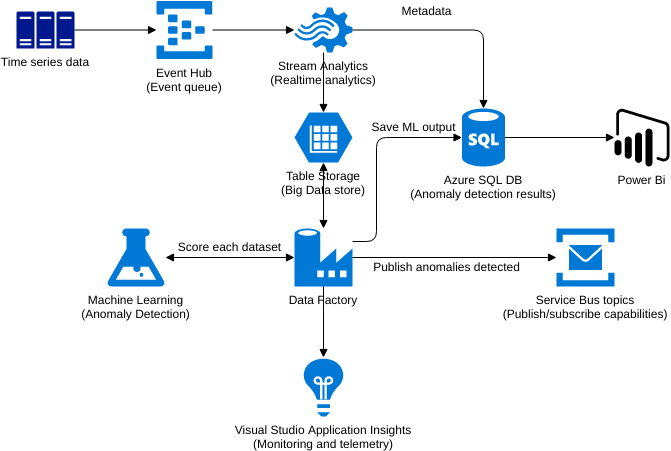 Metadata
Time series data
Event Hub
(Event queue)
Stream Analytics
(Realtime analytics)
Save ML output
SQL
Table Storage
(Big Data store)
Azure SQL DB
(Anomaly detection results)
Power Bi
Score each dataset
Publish anomalies detected
Machine Learning
(Anomaly Detection)
Data Factory
Service Bus topics
(Publish/subscribe capabilities)
Visual Studio Application Insights
(Monitoring and telemetry)